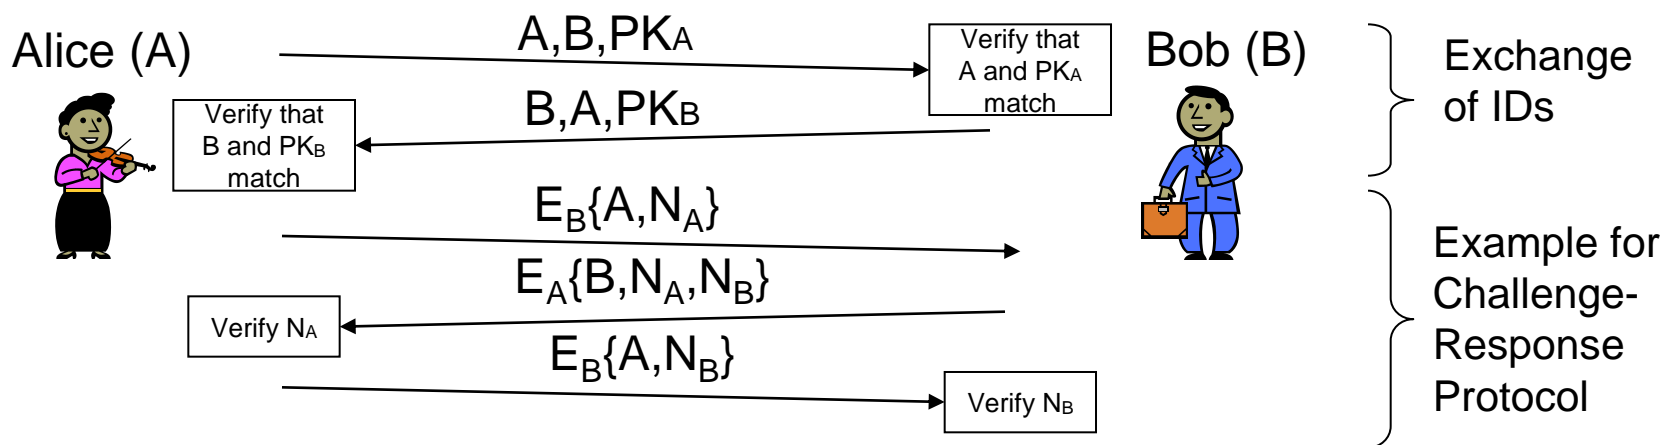 Alice (A)
A,B,PKA
Verify that
A and PKA
match
Bob (B)
Exchange
of IDs
Verify that
B and PKB
match
B,A,PKB
EB{A,NA}
EA{B,NA,NB}
Verify NA
EB{A,NB}
Verify NB
Example for
Challenge-
Response
Protocol